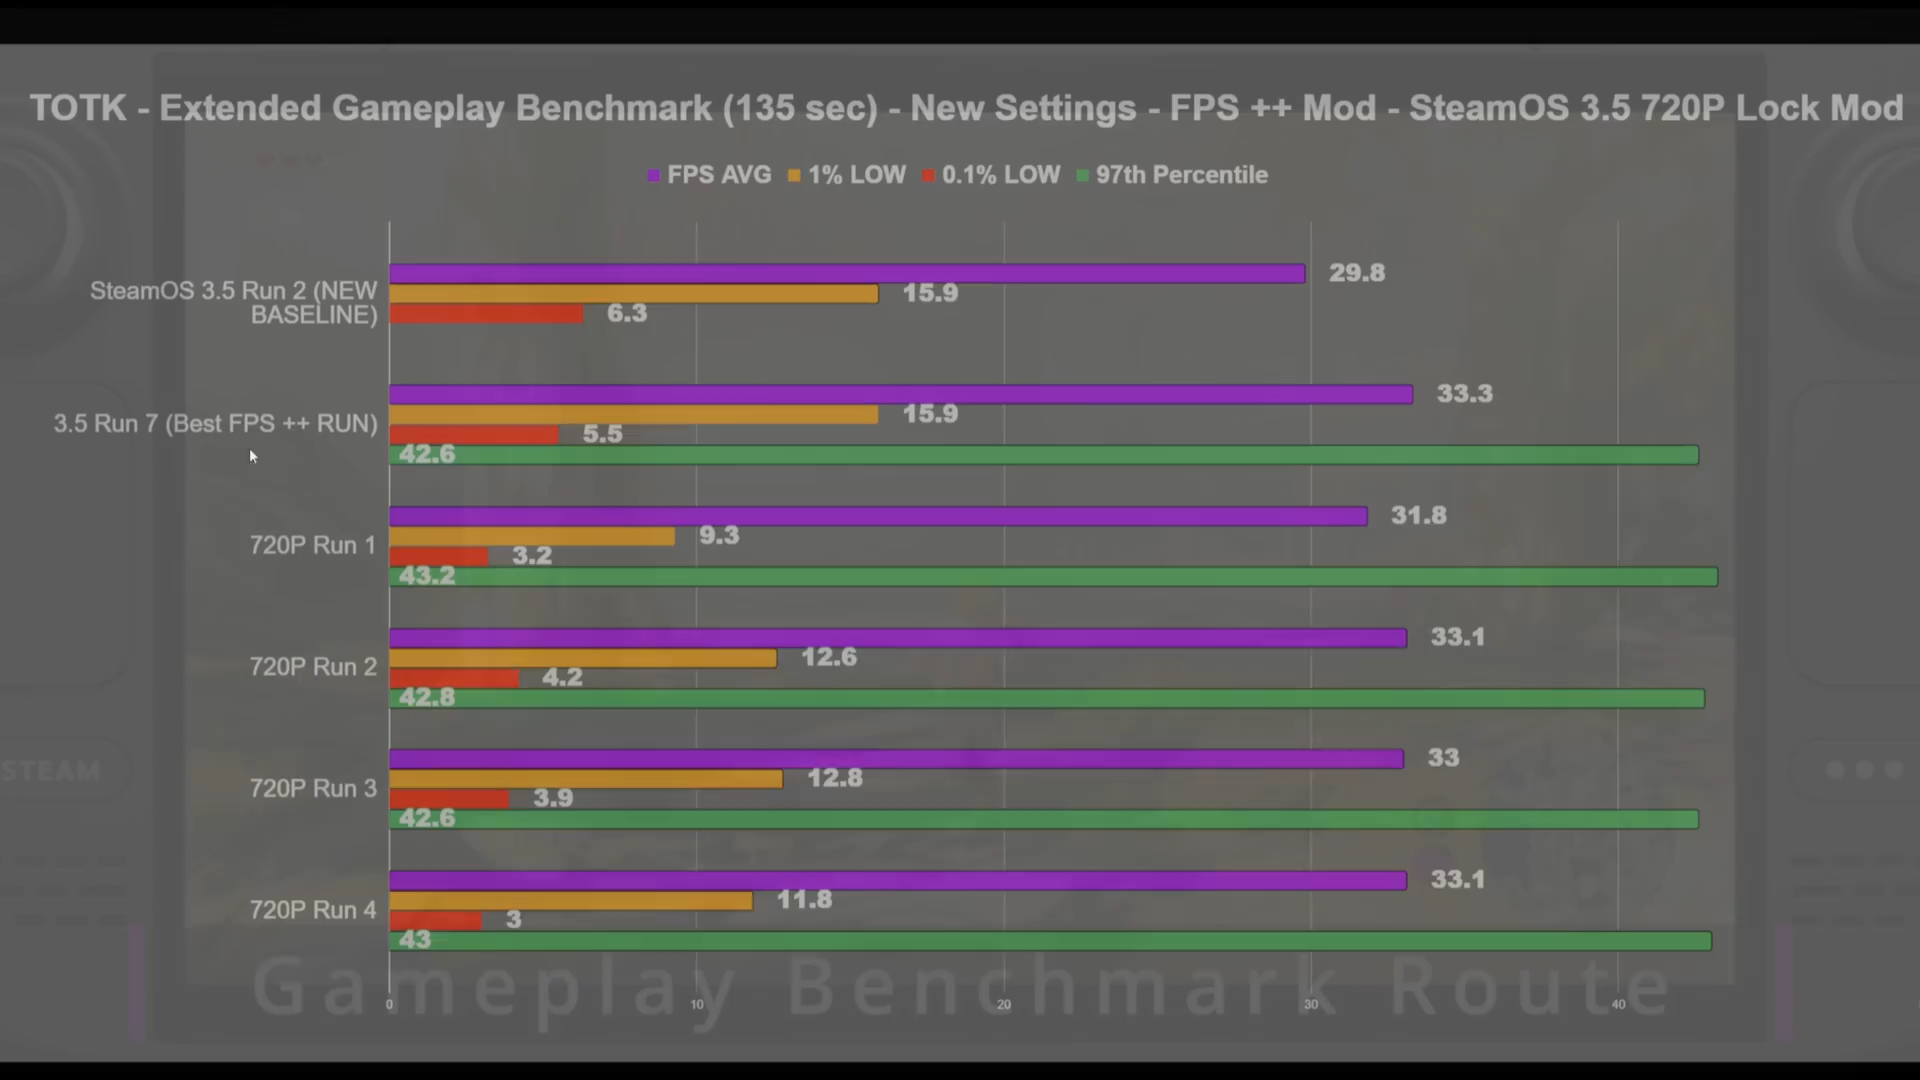 TOTK - Extended Gameplay Benchmark (135 sec) - New Settings - FPS ++ Mod - SteamOS 3.5 720P Lock Mod
FPS AVG 1% LOW 0.1% LOW 97th Percentile
SteamOS 3.5 Run 2 (NEW
BASELINE)
29.8
15.9
6.3
3.5 Run 7 (Best FPS ++ RUN)
33.3
15.9
5.5
42.6
720P Run 1
31.8
9.3
3.2
43.2
720P Run 2
33.1
12.6
4.2
42.8
720P Run 3
33
12.8
3.9
42.6
720P Run 4
33.1
11.8
3
43
STEAM
Gameplay Benchmark Route
0 10 20 30 40